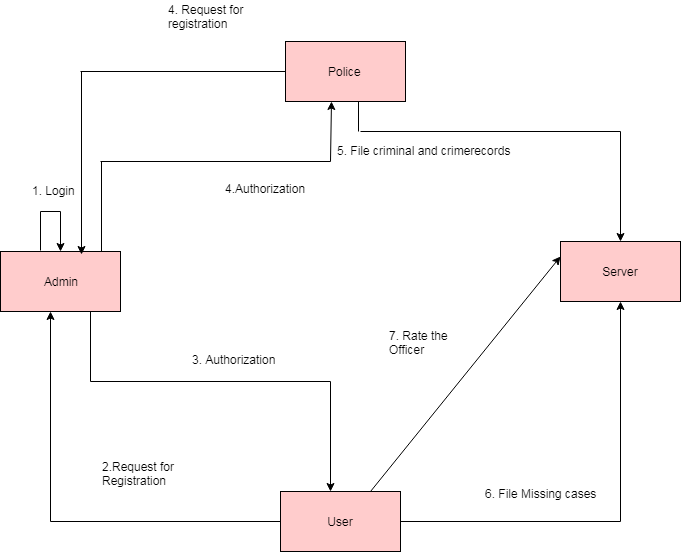 4. Request for
registration
Police
5. File criminal and crimerecords
4.Authorization
1. Login
Admin
Server
7. Rate the
Officer
3. Authorization
2.Request for
Registration
6. File Missing cases
User